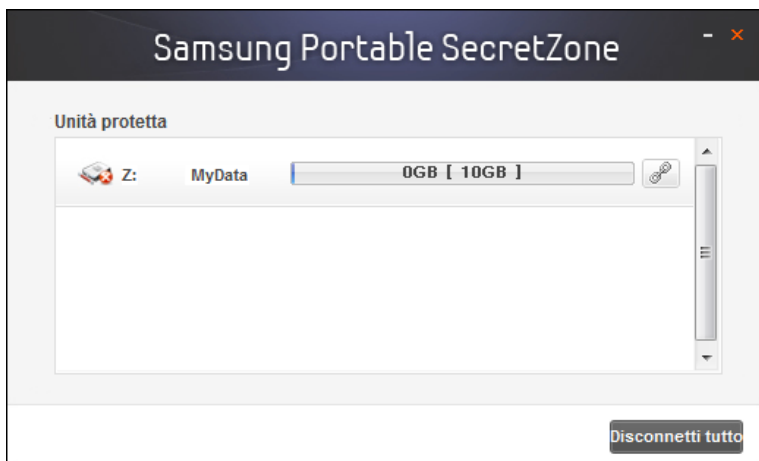 Samsung Portable SecretZone
Unità protetta
Z: MyData 0GB [ 10GB ]
Disconnetti tutto